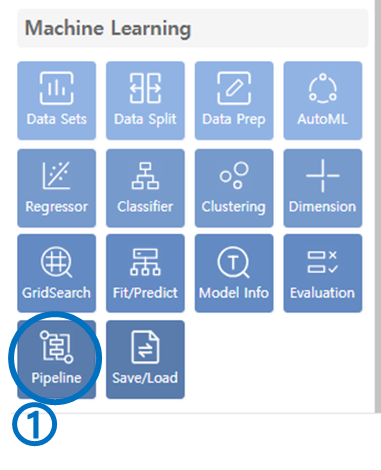 Machine Learning
Data Sets
Data Split
Data Prep
AutoML
Regressor
Classifier
Clustering
Dimension
GridSearch
Fit/Predict
Model Info
Evaluation
Pipeline
Save/Load
①